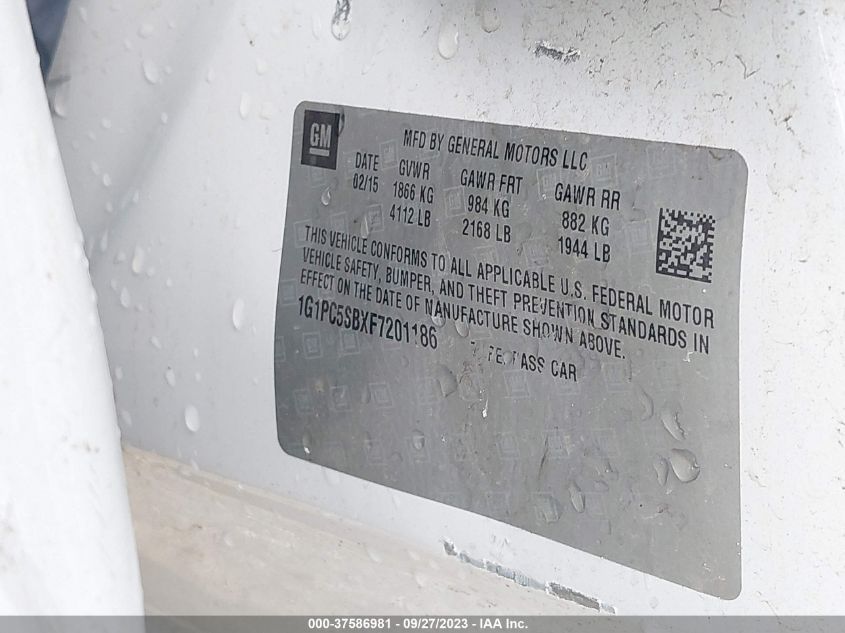 GM
MFD BY GENERAL MOTORS LLC
DATE GVWR GAWR FRT GAWR RR
02/15 1866 KG 984 KG 882 KG
4112 LB 2168 LB 1944 LB
THIS VEHICLE CONFORMS TO ALL APPLICABLE U.S. FEDERAL MOTOR
VEHICLE SAFETY, BUMPER, AND THEFT PREVENTION STANDARDS IN
EFFECT ON THE DATE OF MANUFACTURE SHOWN ABOVE.
1G1PC5SBXF7201186 PASS CAR
000-37586981 - 09/27/2023 - IAA Inc.